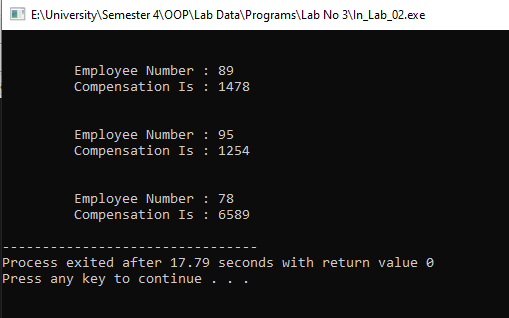 E:\University\Semester 4\OOP\Lab Data\Programs\Lab No 3\In_Lab_02.exe
Employee Number : 89
Compensation Is : 1478
Employee Number : 95
Compensation Is : 1254
Employee Number : 78
Compensation Is : 6589
--------------------------------
Process exited after 17.79 seconds with return value 0
Press any key to continue . . .